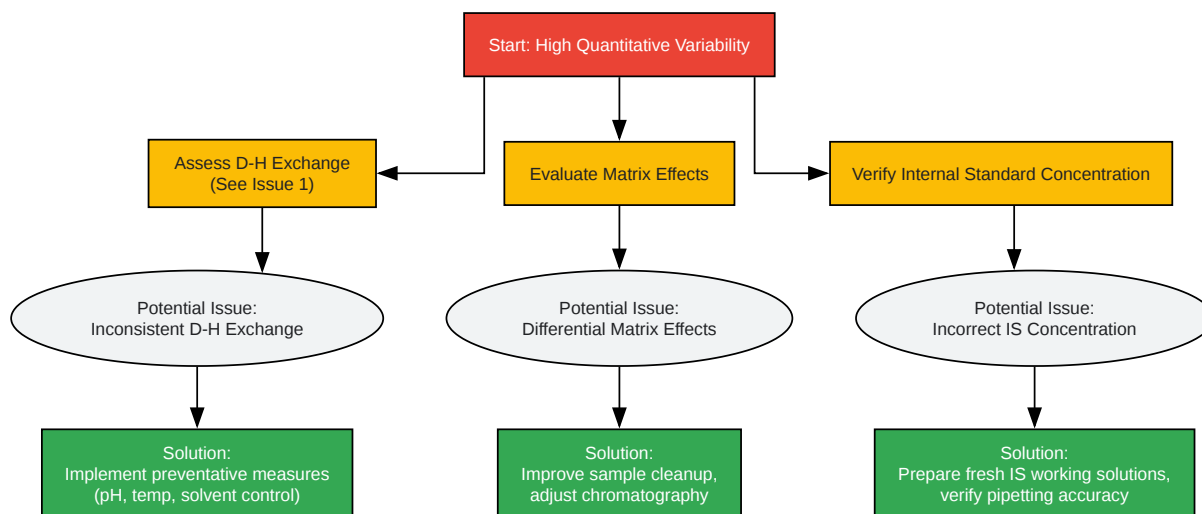 Start: High Quantitative Variability
Assess D-H Exchange
(See Issue 1)
Evaluate Matrix Effects
Verify Internal Standard Concentration
Potential Issue:
Inconsistent D-H Exchange
Potential Issue:
Differential Matrix Effects
Potential Issue:
Incorrect IS Concentration
Solution:
Implement preventative measures
(pH, temp, solvent control)
Solution:
Improve sample cleanup,
adjust chromatography
Solution:
Prepare fresh IS working solutions,
verify pipetting accuracy